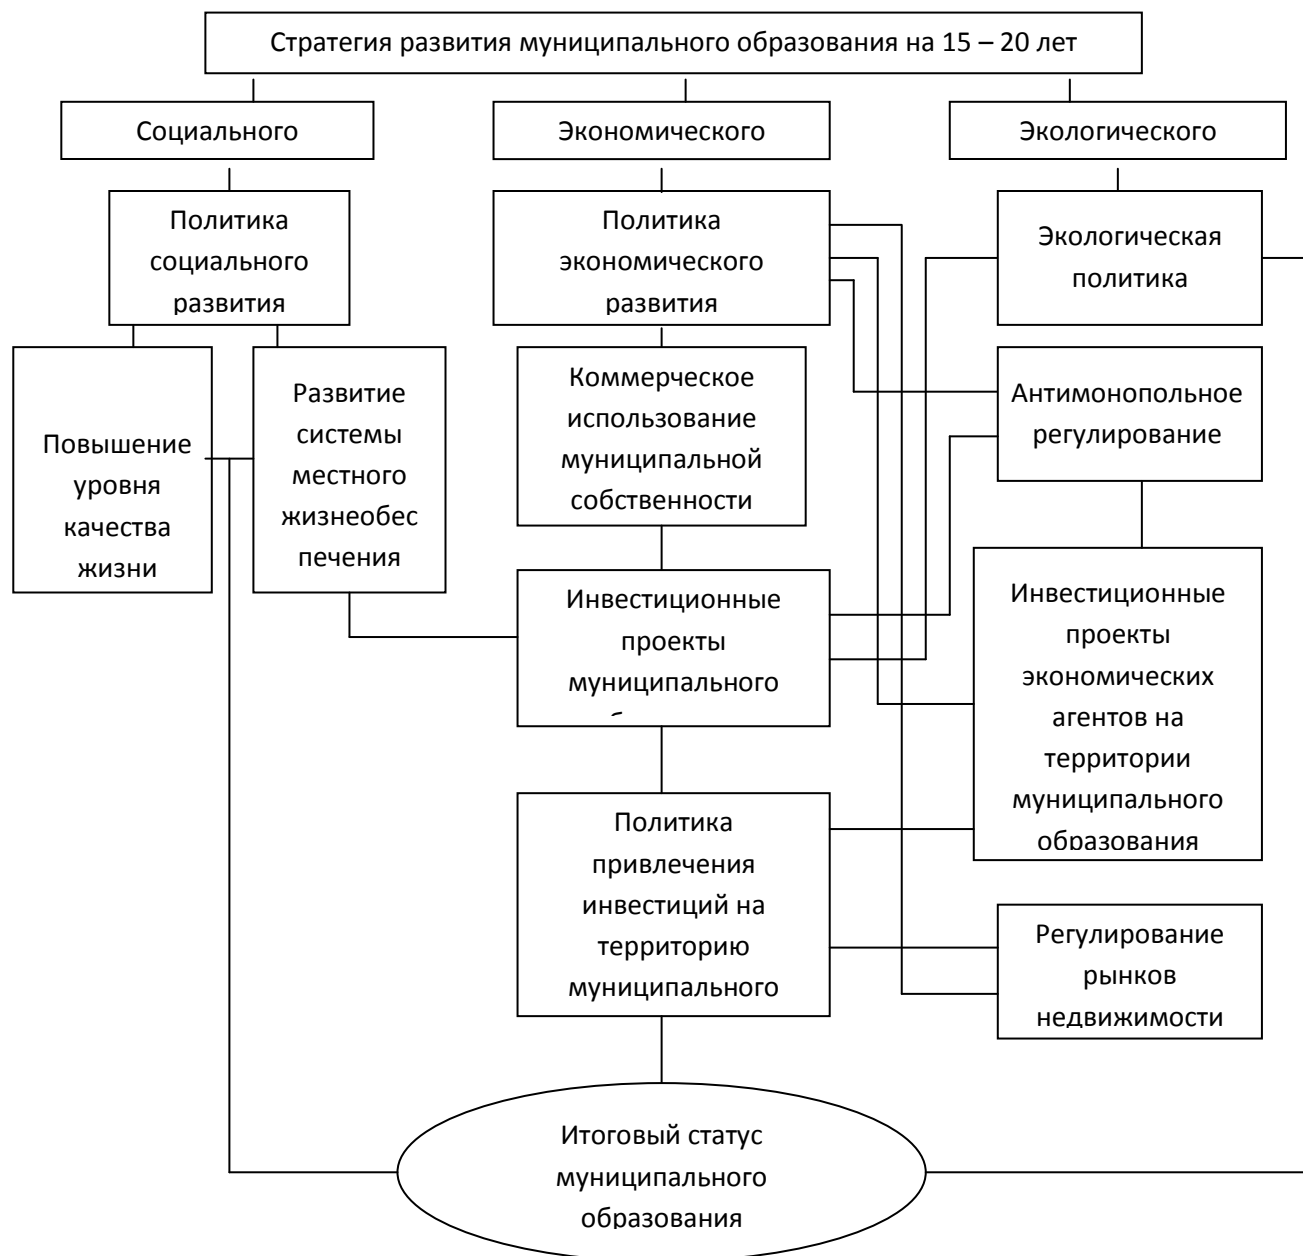 Стратегия развития муниципального образования на 15 – 20 лет
Социального
Экономического
Экологического
Политика
социального
развития
Политика
экономического
развития
Экологическая
политика
Повышение
уровня
качества
жизни
Развитие
системы
местного
жизнеобес
печения
Коммерческое
использование
муниципальной
собственности
Антимонопольное
регулирование
Инвестиционные
проекты
муниципального
Инвестиционные
проекты
экономических
агентов на
территории
муниципального
образования
Политика
привлечения
инвестиций на
территорию
муниципального
Регулирование
рынков
недвижимости
Итоговый статус
муниципального
образования